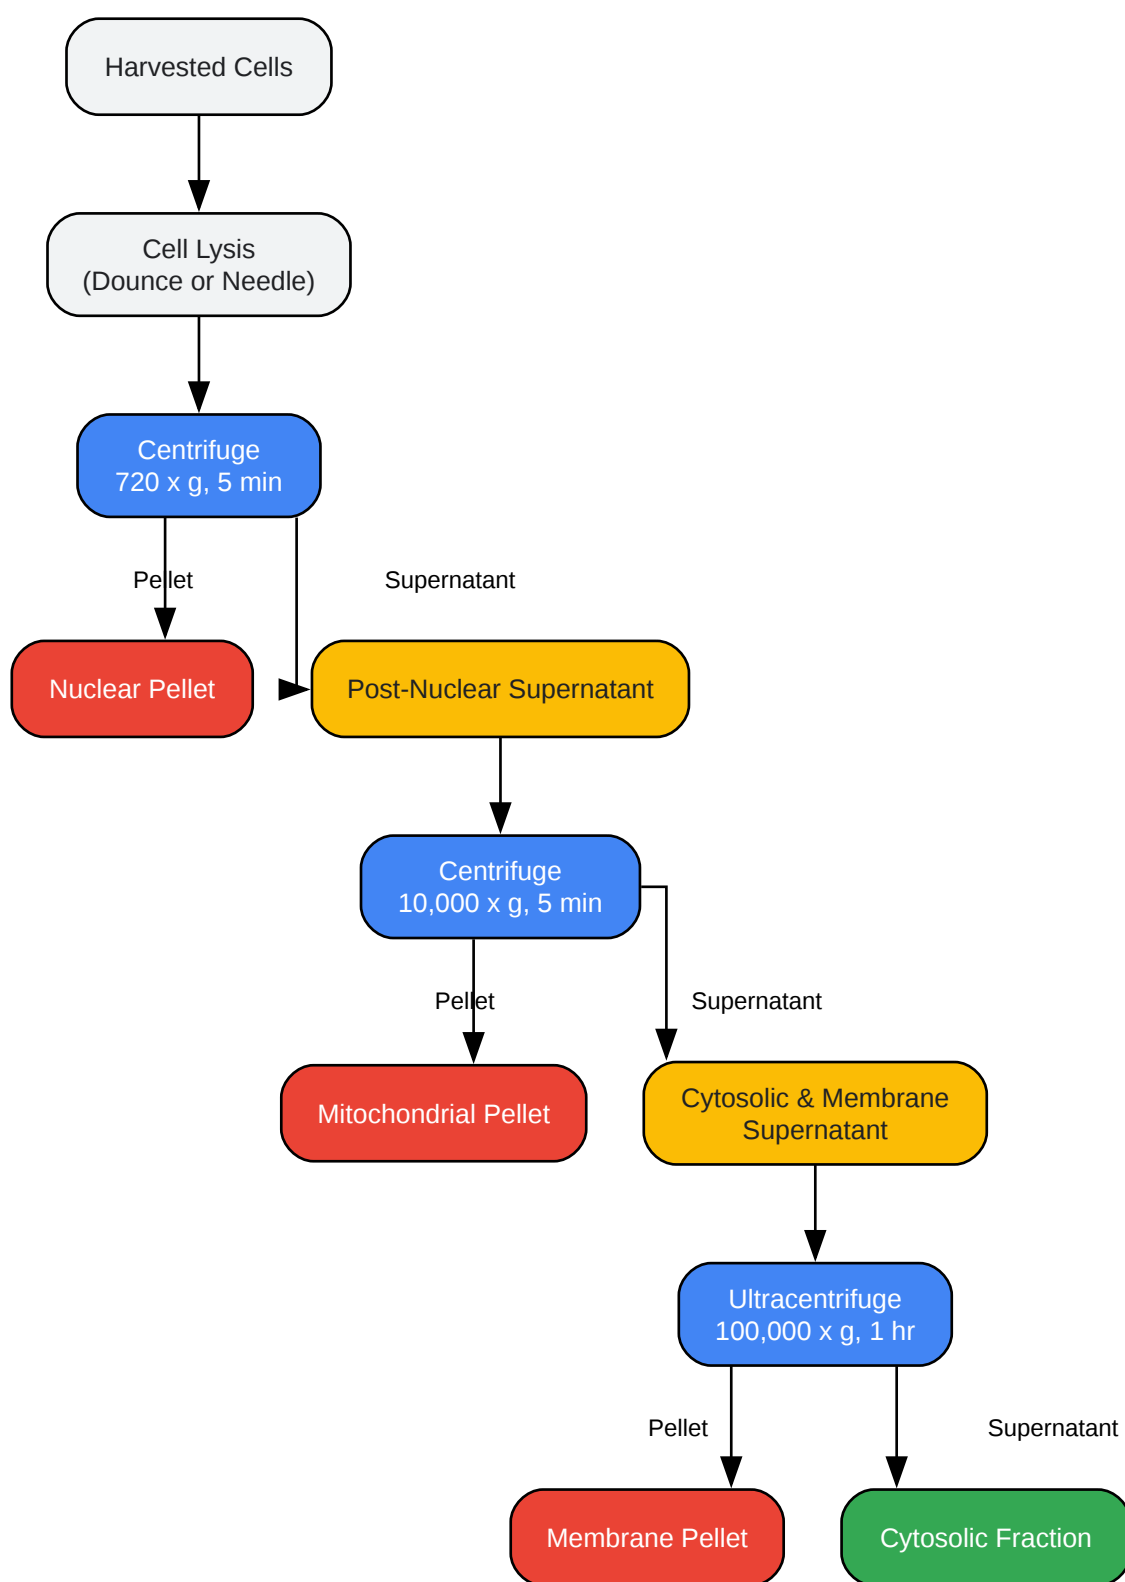 Harvested Cells
Cell Lysis
(Dounce or Needle)
Centrifuge
720 x g, 5 min
Pellet
Supernatant
Nuclear Pellet
Post-Nuclear Supernatant
Centrifuge
10,000 x g, 5 min
Pellet
Supernatant
Mitochondrial Pellet
Cytosolic & Membrane
Supernatant
Ultracentrifuge
100,000 x g, 1 hr
Pellet
Supernatant
Membrane Pellet
Cytosolic Fraction